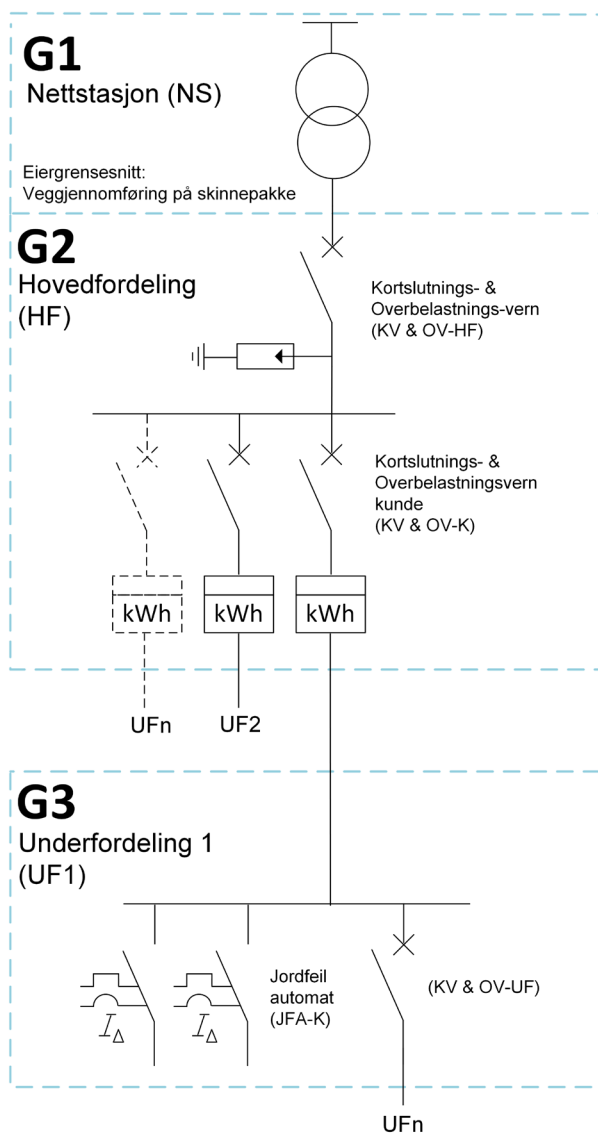 G1
Nettstasjon (NS)
Eiergrensesnitt:
Veggjennomføring på skinnepakke
G2
Hovedfordeling
(HF)
Kortslutnings- &
Overbelastnings-vern
(KV & OV-HF)
Kortslutnings- &
Overbelastningsvern
kunde
(KV & OV-K)
kWh
kWh
kWh
UFn
UF2
G3
Underfordeling 1
(UF1)
Jordfeil
automat
(JFA-K)
(KV & OV-UF)
I∆
I∆
UFn